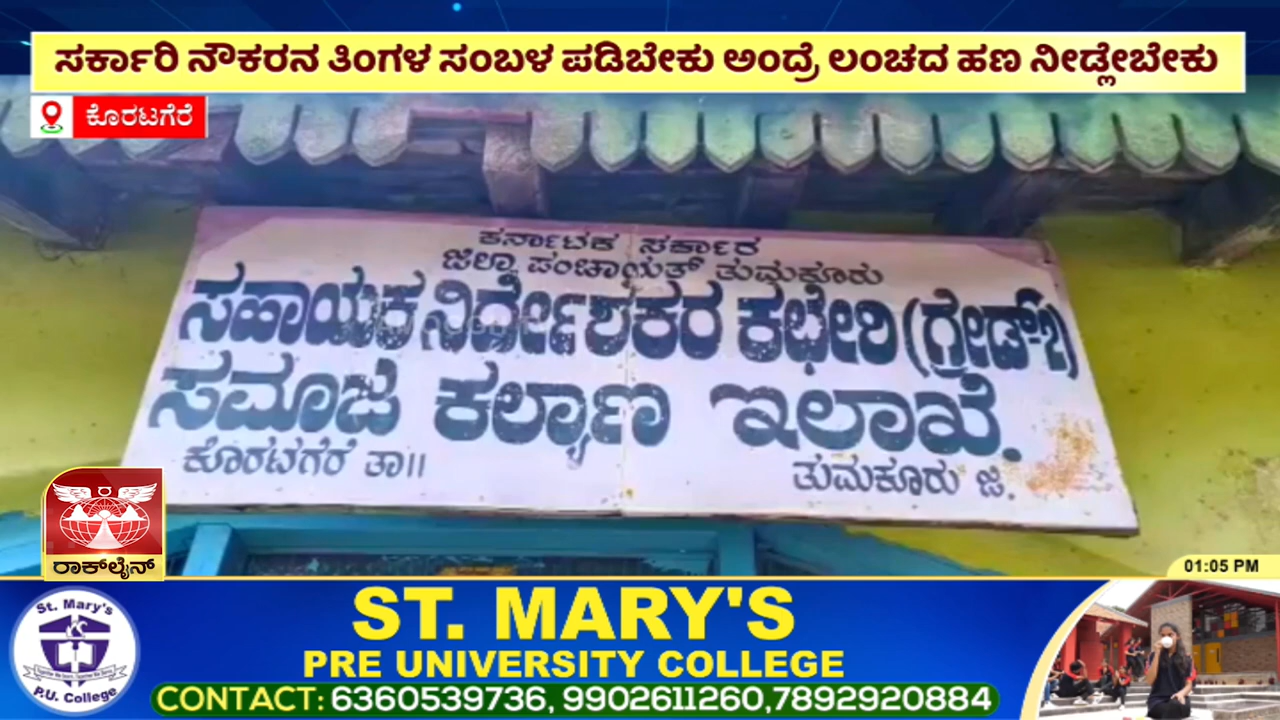 ಸರ್ಕಾರಿ ನೌಕರನ ತಿಂಗಳ ಸಂಬಳ ಪಡಿಬೇಕು ಅಂದ್ರೆ ಲಂಚದ ಹಣ ನೀಡ್ಲೇಬೇಕು
ಕೊರಟಗೆರೆ
ಕರ್ನಾಟಕ ಸರ್ಕಾರ
ಜಿಲ್ಲಾ ಪಂಚಾಯತ್ ತುಮಕೂರು
ಸಹಾಯಕ ನಿರ್ದೇಶಕರ ಕಛೇರಿ (ಗ್ರೇಡ್-೨)
ಸಮಾಜ ಕಲ್ಯಾಣ ಇಲಾಖೆ.
ಕೊರಟಗೆರೆ ತಾ॥
ತುಮಕೂರು ಜಿ.
ರಾಕ್‌ಲೈನ್
01:05 PM
St. Mary's
P.U. College
ST. MARY'S
PRE UNIVERSITY COLLEGE
CONTACT: 6360539736, 9902611260,7892920884